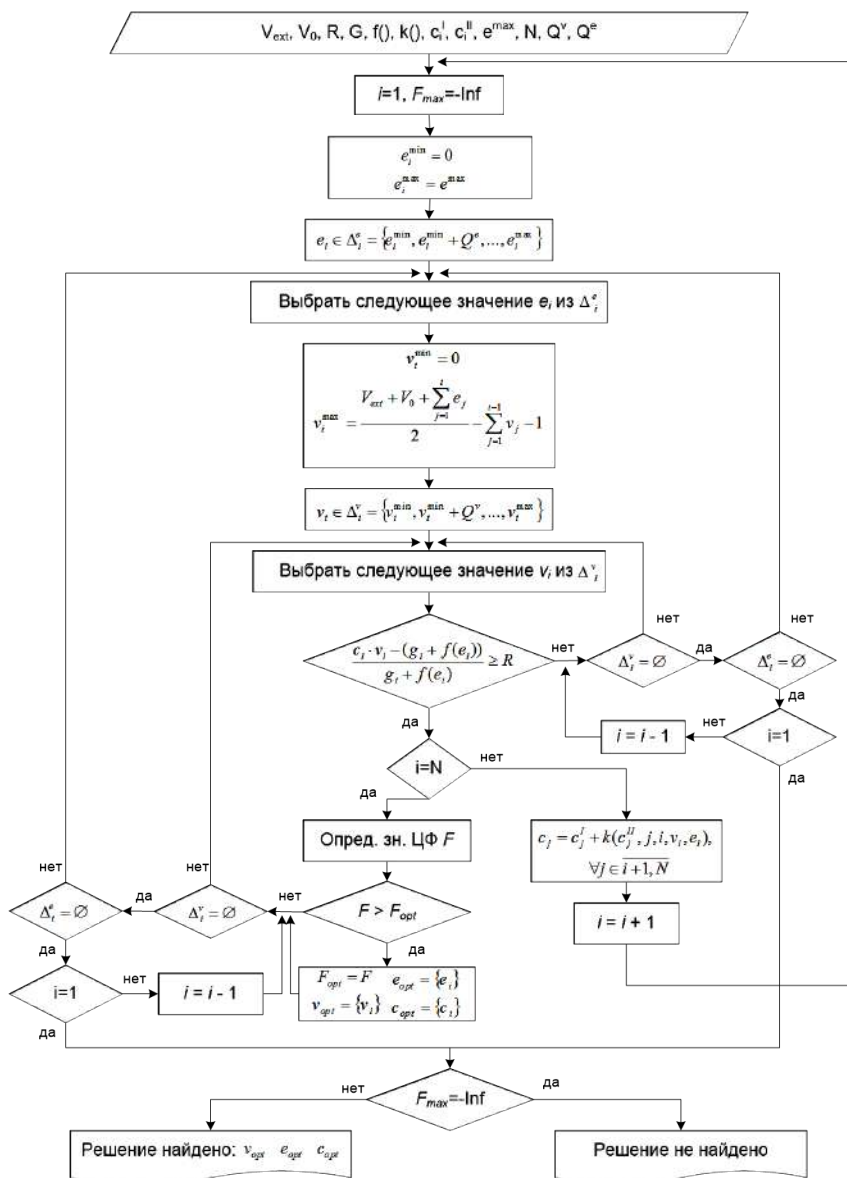 V_ext, V_0, R, G, f(), k(), c_i^I, c_i^II, e^max, N, Q^v, Q^e
i=1, F_max=-Inf
e_i^min = 0
e_i^max = e^max
e_i ∈ Δ_i^e = {e_i^min, e_i^min + Q^e, ..., e_i^max}
Выбрать следующее значение e_i из Δ_i^e
v_i^min = 0
v_i^max = (V_ext + V_0 + ∑_{j=1}^{i} e_j) / 2 − ∑_{j=1}^{i-1} v_j − 1
v_i ∈ Δ_i^v = {v_i^min, v_i^min + Q^v, ..., v_i^max}
Выбрать следующее значение v_i из Δ_i^v
нет
нет
(c_i · v_i − (g_i + f(e_i))) / (g_i + f(e_i)) ≥ R
нет
Δ_i^v = ∅
да
Δ_i^e = ∅
да
да
i = i - 1
нет
i=1
да
i=N
нет
да
Опред. зн. ЦФ F
c_j = c_j^I + k(c_j^II, j, i, v_i, e_i),
∀j ∈ i+1, N
нет
нет
Δ_i^e = ∅
да
Δ_i^v = ∅
нет
F > F_opt
i = i + 1
да
да
i=1
нет
i = i - 1
F_opt = F e_opt = {e_i}
v_opt = {v_i} c_opt = {c_i}
да
нет
F_max=-Inf
да
Решение найдено: v_opt e_opt c_opt
Решение не найдено